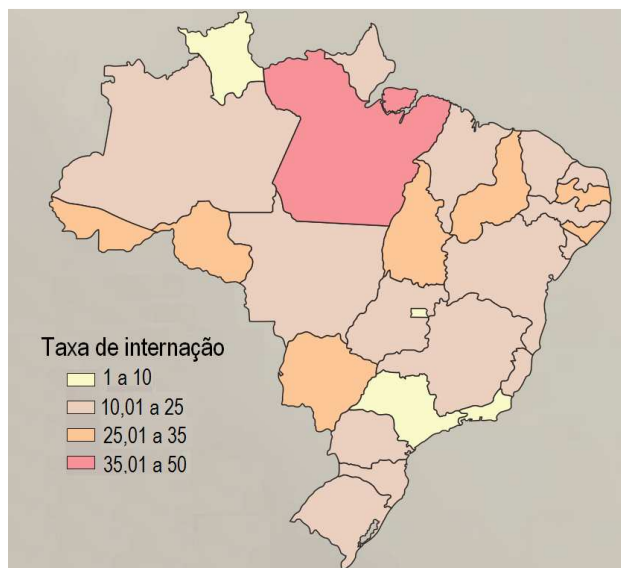 Taxa de internação
1 a 10
10,01 a 25
25,01 a 35
35,01 a 50